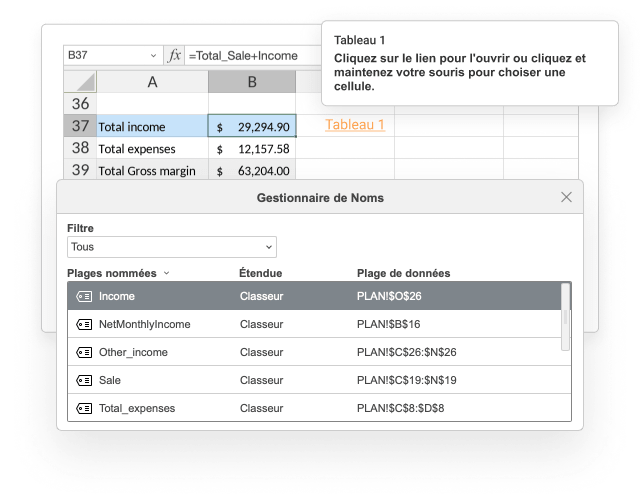 B37
fx
=Total_Sale+Income
Tableau 1
Cliquez sur le lien pour l'ouvrir ou cliquez et
maintenez votre souris pour choiser une
cellule.
A B
36
37 Total income $ 29,294.90 Tableau 1
38 Total expenses $ 12,157.58
39 Total Gross margin $ 63,204.00
Gestionnaire de Noms
Filtre
Tous
Plages nommées Étendue Plage de données
Income Classeur PLAN!$O$26
NetMonthlyIncome Classeur PLAN!$B$16
Other_income Classeur PLAN!$C$26:$N$26
Sale Classeur PLAN!$C$19:$N$19
Total_expenses Classeur PLAN!$C$8:$D$8